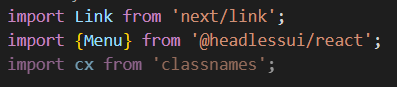 import Link from 'next/link';
import {Menu} from '@headlessui/react';
import cx from 'classnames';